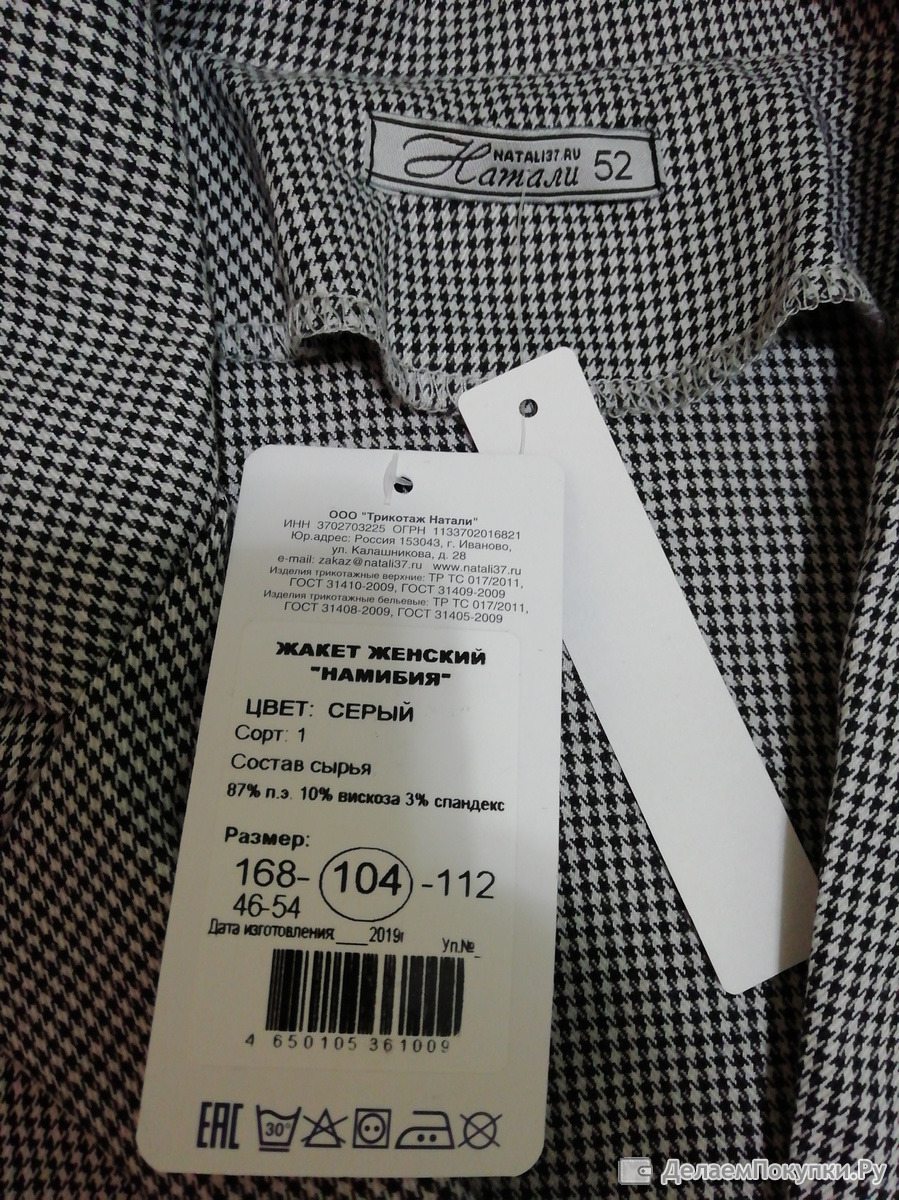 NATALI37.RU
Натали 52
ООО "Трикотаж Натали"
ИНН 3702703225 ОГРН 1133702016821
Юр.адрес: Россия 153043, г. Иваново,
ул. Калашникова, д. 28
e-mail: zakaz@natali37.ru www.natali37.ru
Изделия трикотажные верхние: ТР ТС 017/2011,
ГОСТ 31410-2009, ГОСТ 31409-2009
Изделия трикотажные бельевые: ТР ТС 017/2011,
ГОСТ 31408-2009, ГОСТ 31405-2009
ЖАКЕТ ЖЕНСКИЙ
"НАМИБИЯ"
ЦВЕТ: СЕРЫЙ
Сорт: 1
Состав сырья
87% п.э. 10% вискоза 3% спандекс
Размер:
168- 104 -112
46-54
Дата изготовления:____2019г
Уп.№_
4 650105 361009
EAC 30°
ДелаемПокупки.Ру